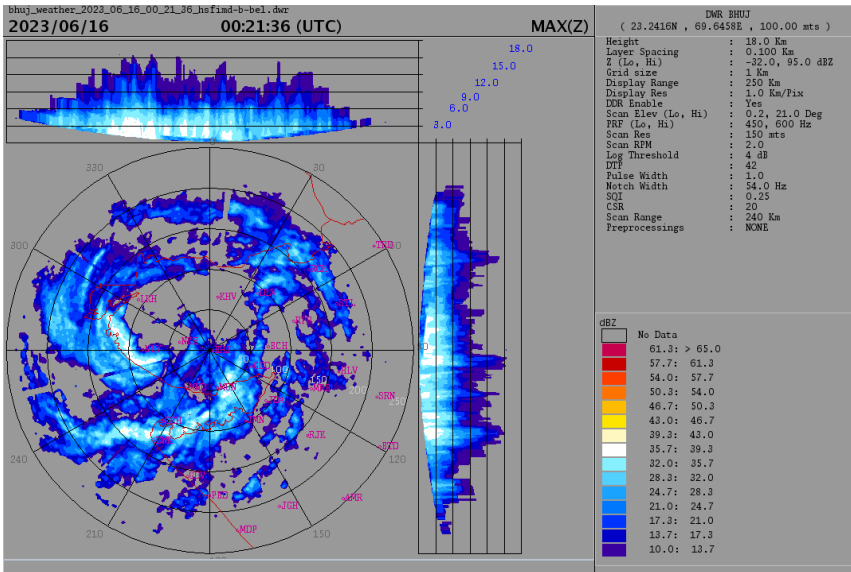 bhuj_weather_2023_06_16_00_21_36_hsfimd-b-bel.dwr
2023/06/16 00:21:36 (UTC) MAX(Z)
18.0
15.0
12.0
9.0
6.0
3.0
330
30
300
240
210
150
120
100
150
200
250
LKH
KHV
BCH
SRN
RJK
BTD
AMR
JGH
MDP
DWR BHUJ
( 23.2416N , 69.6458E , 100.00 mts )
Height : 18.0 Km
Layer Spacing : 0.100 Km
Z (Lo, Hi) : -32.0, 95.0 dBZ
Grid size : 1 Km
Display Range : 250 Km
Display Res : 1.0 Km/Pix
DDR Enable : Yes
Scan Elev (Lo, Hi) : 0.2, 21.0 Deg
PRF (Lo, Hi) : 450, 600 Hz
Scan Res : 150 mts
Scan RPM : 2.0
Log Threshold : 4 dB
DTF : 42
Pulse Width : 1.0
Notch Width : 54.0 Hz
SQI : 0.25
CSR : 20
Scan Range : 240 Km
Preprocessings : NONE
dBZ
No Data
61.3: > 65.0
57.7: 61.3
54.0: 57.7
50.3: 54.0
46.7: 50.3
43.0: 46.7
39.3: 43.0
35.7: 39.3
32.0: 35.7
28.3: 32.0
24.7: 28.3
21.0: 24.7
17.3: 21.0
13.7: 17.3
10.0: 13.7